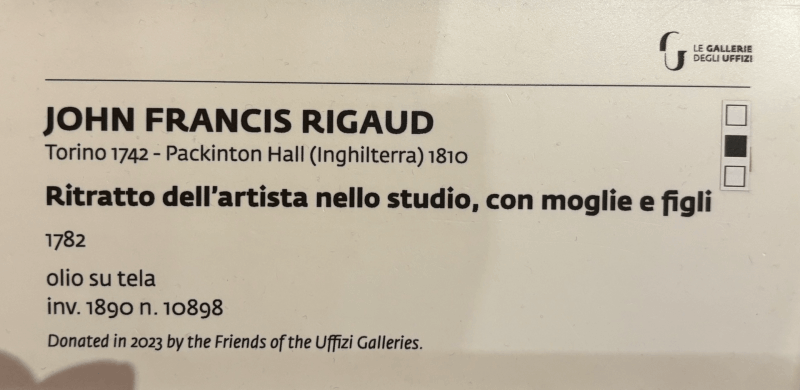 LE GALLERIE
DEGLI UFFIZI
JOHN FRANCIS RIGAUD
Torino 1742 - Packinton Hall (Inghilterra) 1810
Ritratto dell'artista nello studio, con moglie e figli
1782
olio su tela
inv. 1890 n. 10898
Donated in 2023 by the Friends of the Uffizi Galleries.